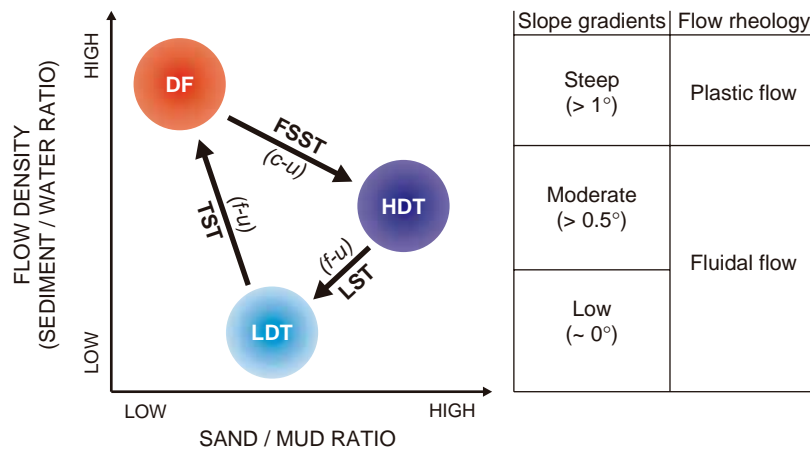 FLOW DENSITY
(SEDIMENT / WATER RATIO)
HIGH
LOW
DF
FSST
(c-u)
HDT
(f-u)
TST
(f-u)
LST
LDT
LOW
HIGH
SAND / MUD RATIO
Slope gradients
Flow rheology
Steep
(> 1°)
Plastic flow
Moderate
(> 0.5°)
Fluidal flow
Low
(~ 0°)